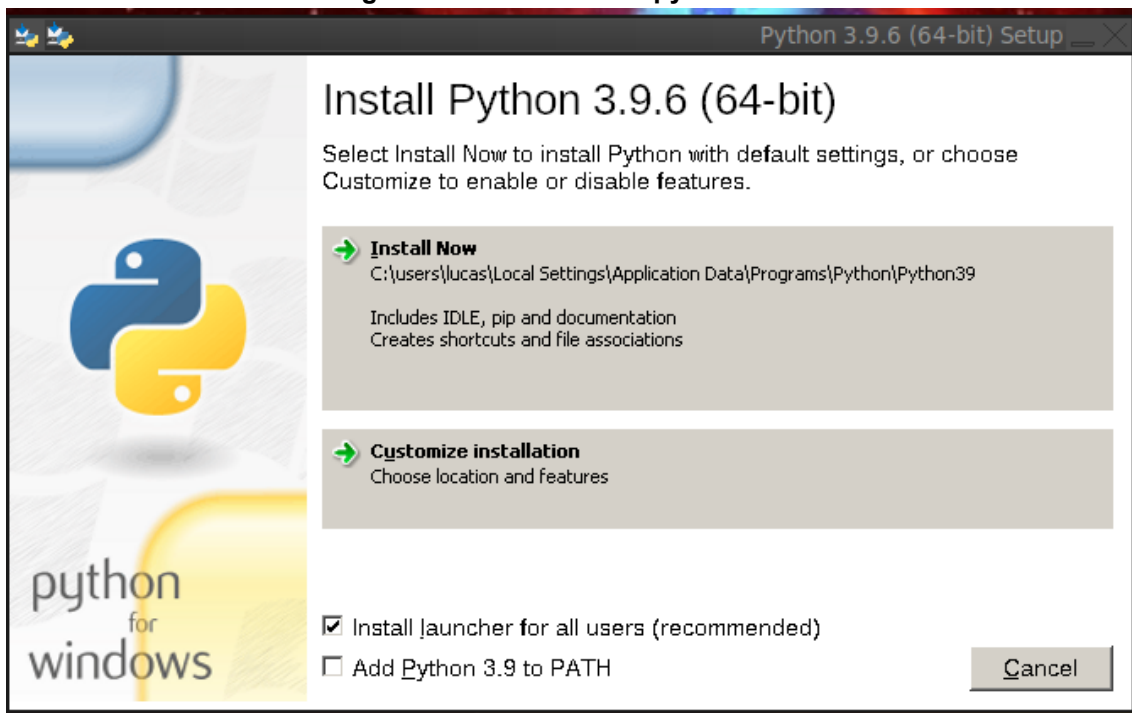 Python 3.9.6 (64-bit) Setup
Install Python 3.9.6 (64-bit)
Select Install Now to install Python with default settings, or choose
Customize to enable or disable features.
Install Now
C:\users\lucas\Local Settings\Application Data\Programs\Python\Python39
Includes IDLE, pip and documentation
Creates shortcuts and file associations
Customize installation
Choose location and features
python
for
windows
Install launcher for all users (recommended)
Add Python 3.9 to PATH
Cancel